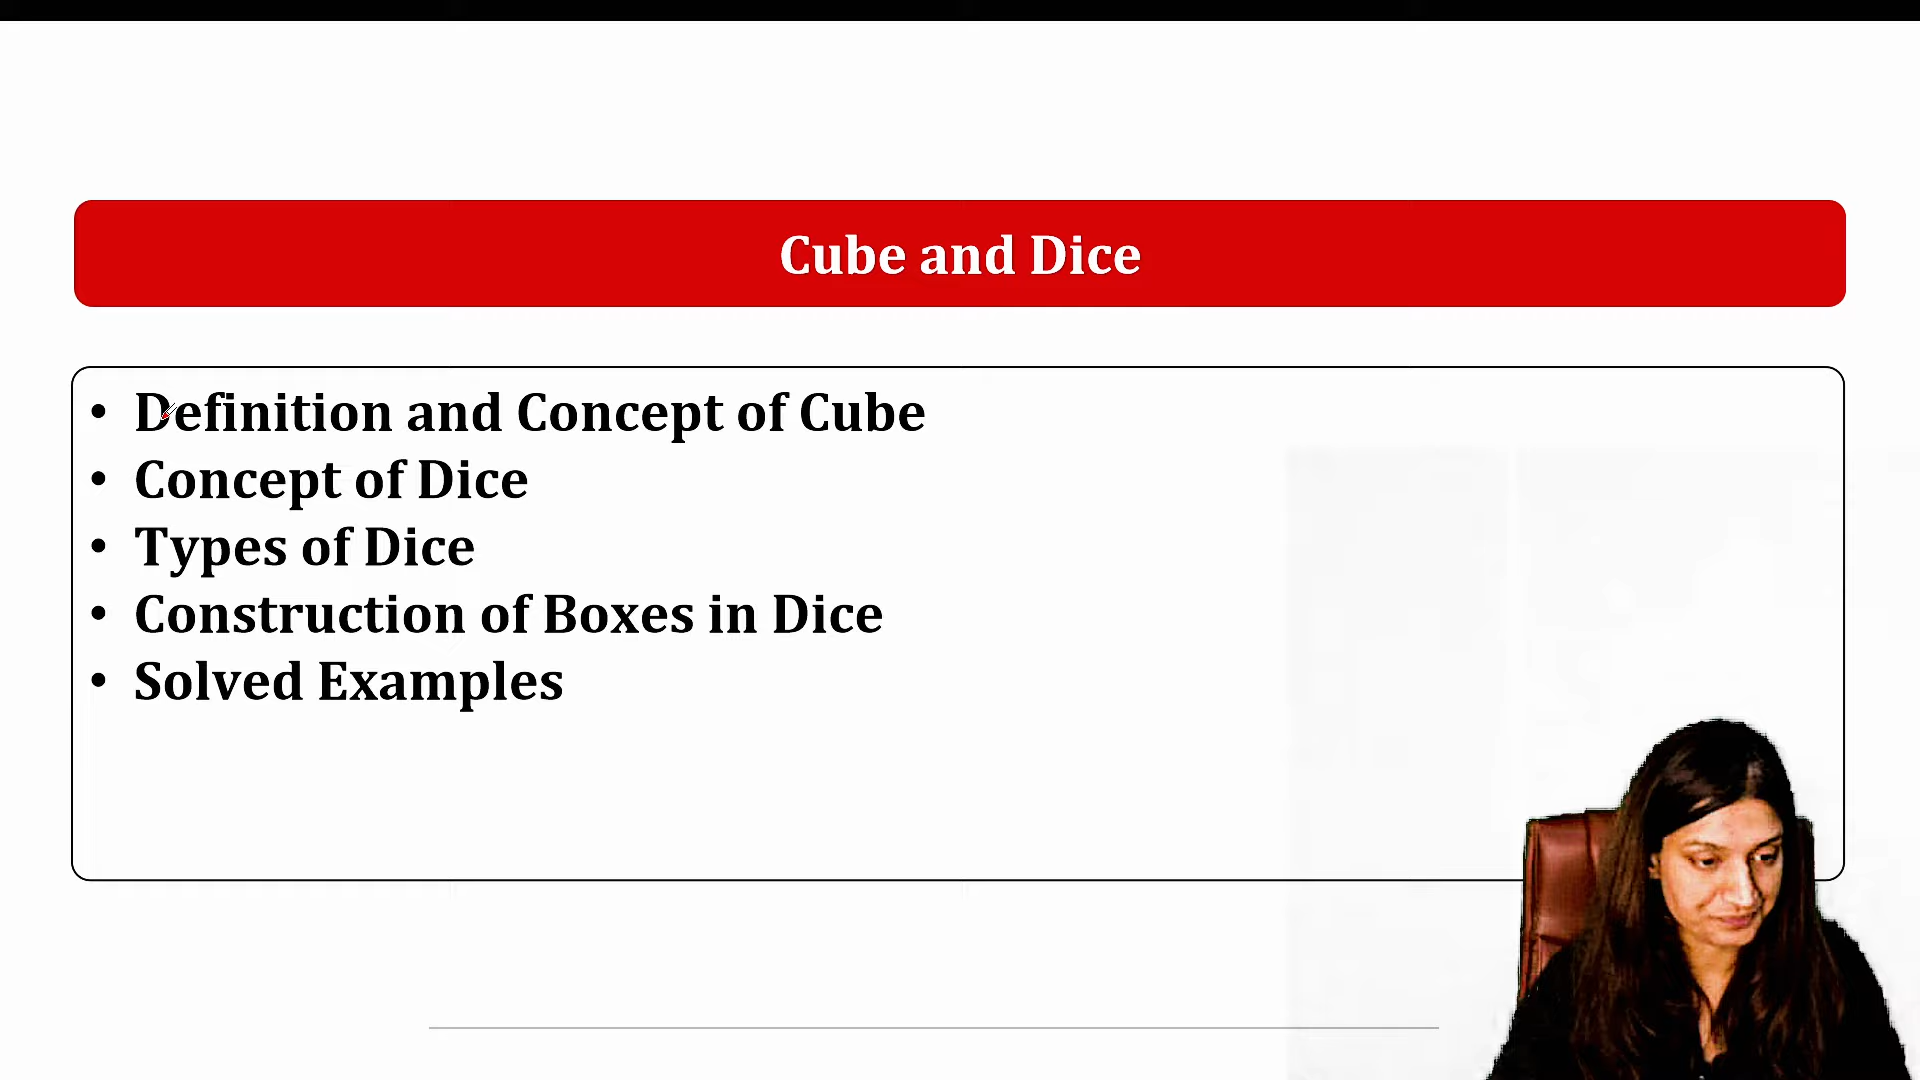 Cube and Dice
• Definition and Concept of Cube
• Concept of Dice
• Types of Dice
• Construction of Boxes in Dice
• Solved Examples